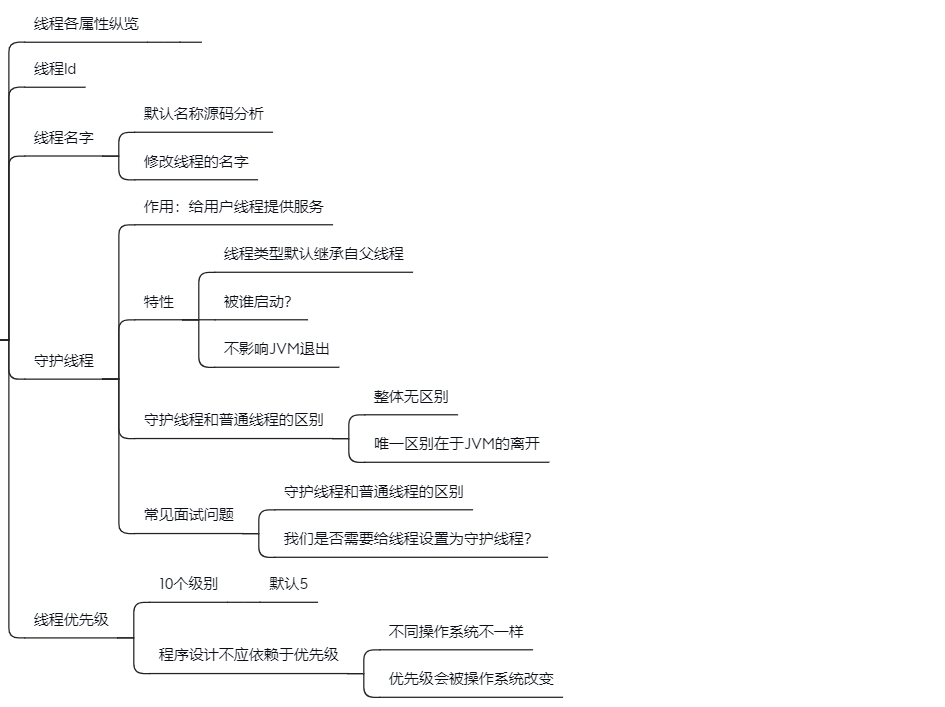 线程各属性纵览
线程Id
默认名称源码分析
线程名字
修改线程的名字
作用：给用户线程提供服务
线程类型默认继承自父线程
特性
被谁启动？
不影响JVM退出
守护线程
整体无区别
守护线程和普通线程的区别
唯一区别在于JVM的离开
守护线程和普通线程的区别
常见面试问题
我们是否需要给线程设置为守护线程？
10个级别 默认5
线程优先级
不同操作系统不一样
程序设计不应依赖于优先级
优先级会被操作系统改变